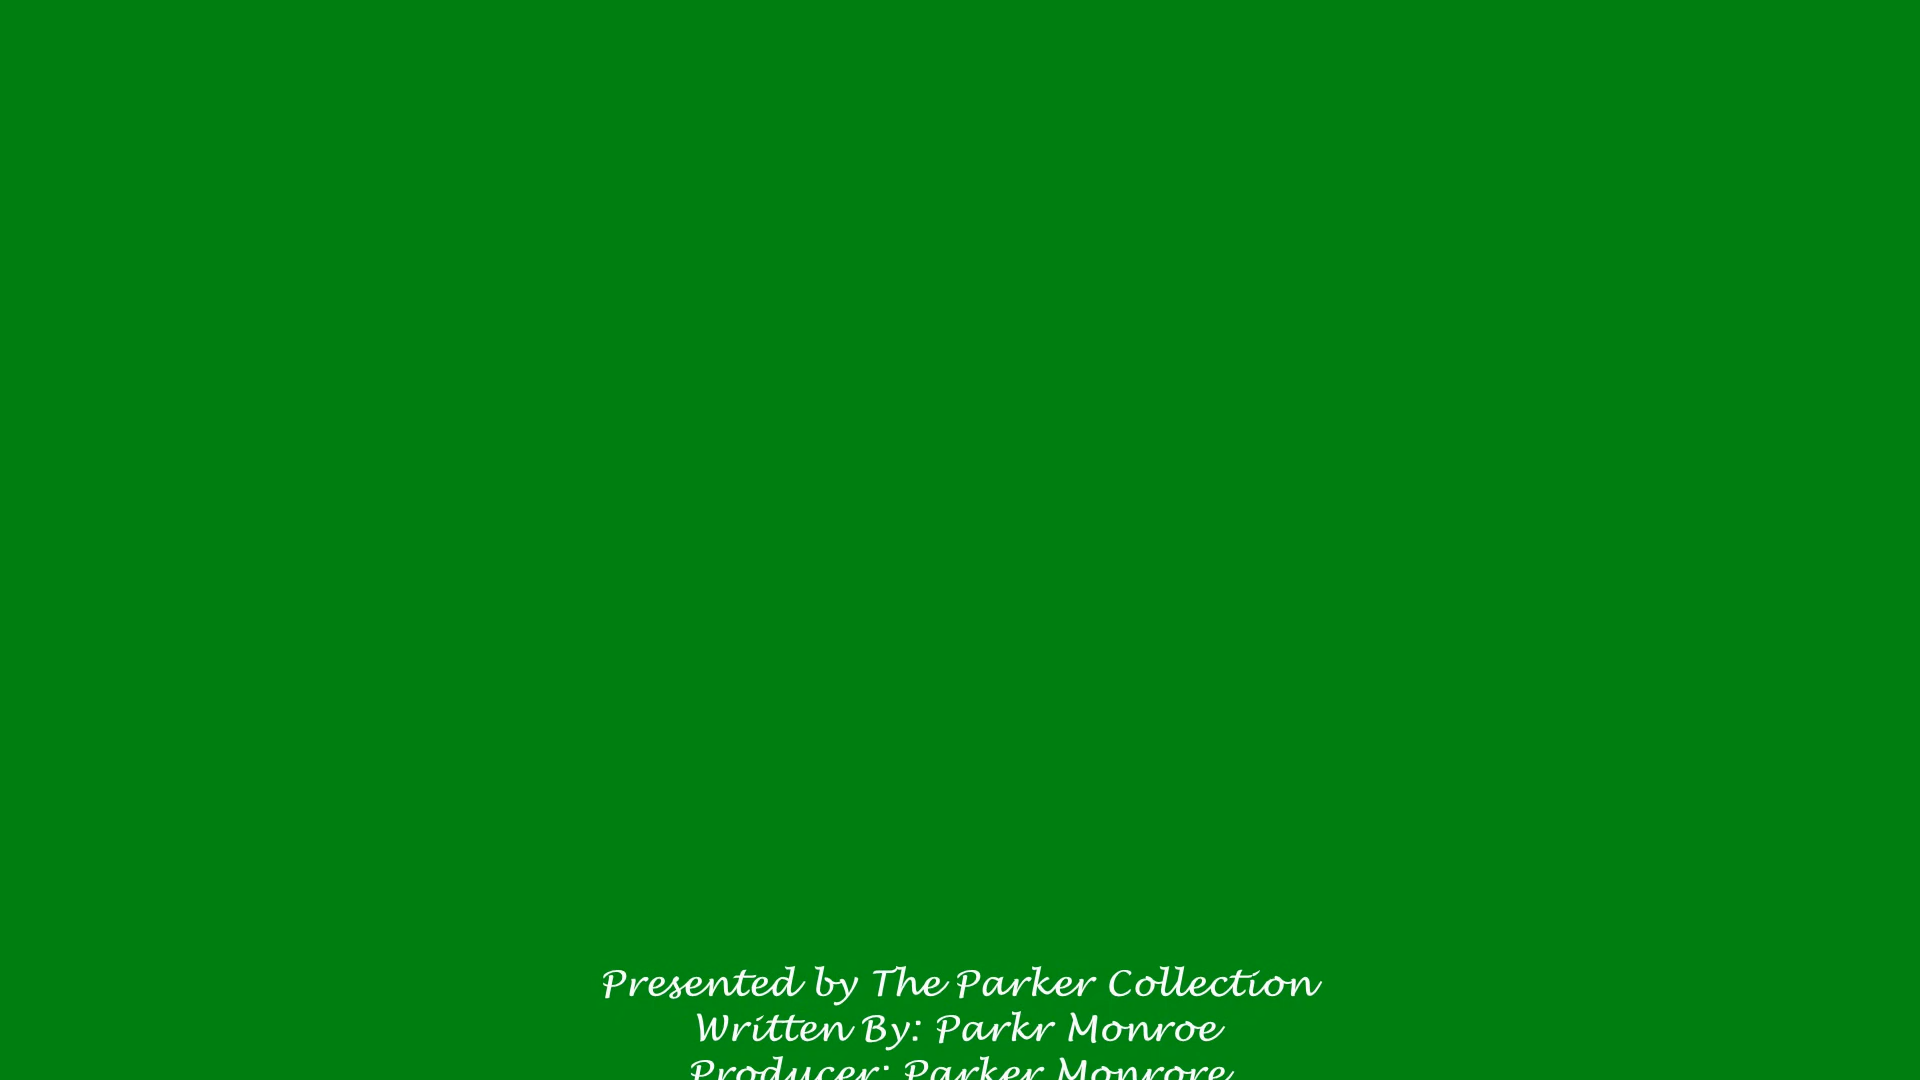 Presented by The Parker Collection
Written By: Parkr Monroe
Producer: Parker Monrore